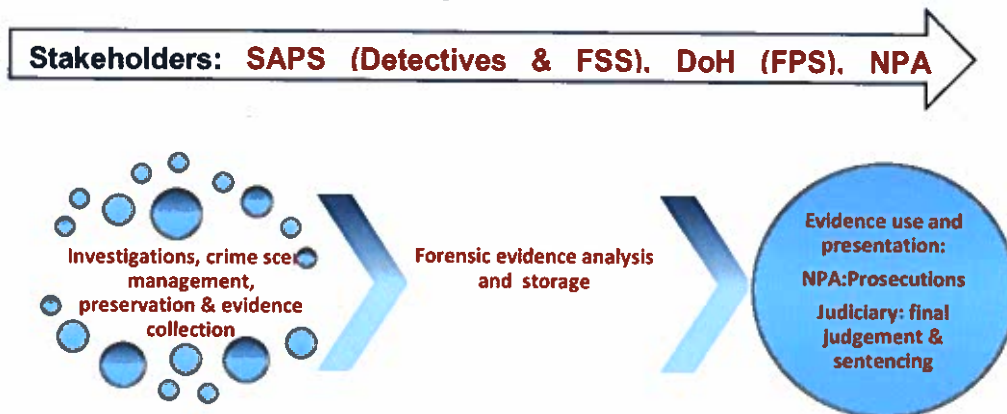 Stakeholders: SAPS (Detectives & FSS), DoH (FPS), NPA
Investigations, crime scen
management,
preservation & evidence
collection
Forensic evidence analysis
and storage
Evidence use and
presentation:
NPA:Prosecutions
Judiciary: final
judgement &
sentencing